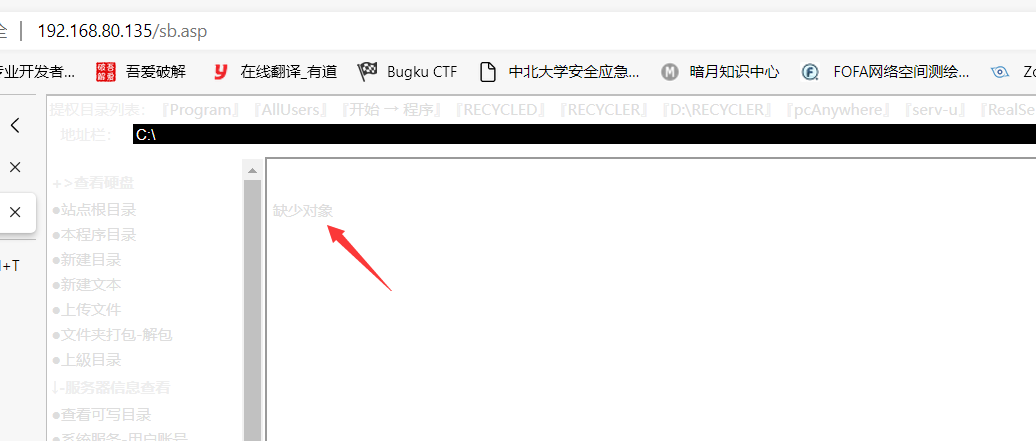 全 192.168.80.135/sb.asp
专业开发者... 吾爱破解 在线翻译_有道 Bugku CTF 中北大学安全应急... 暗月知识中心 FOFA网络空间测绘... Zo
提权目录列表: 『Program』 『AllUsers』 『开始→程序』 『RECYCLED』 『RECYCLER』 『D:\RECYCLER』 『pcAnywhere』 『serv-u』 『RealSe
地址栏: C:\
+>查看硬盘
●站点根目录
缺少对象
●本程序目录
●新建目录
+T
●新建文本
●上传文件
●文件夹打包-解包
●上級目录
↓-服务器信息查看
●查看可写目录
●系统服务-用户账号